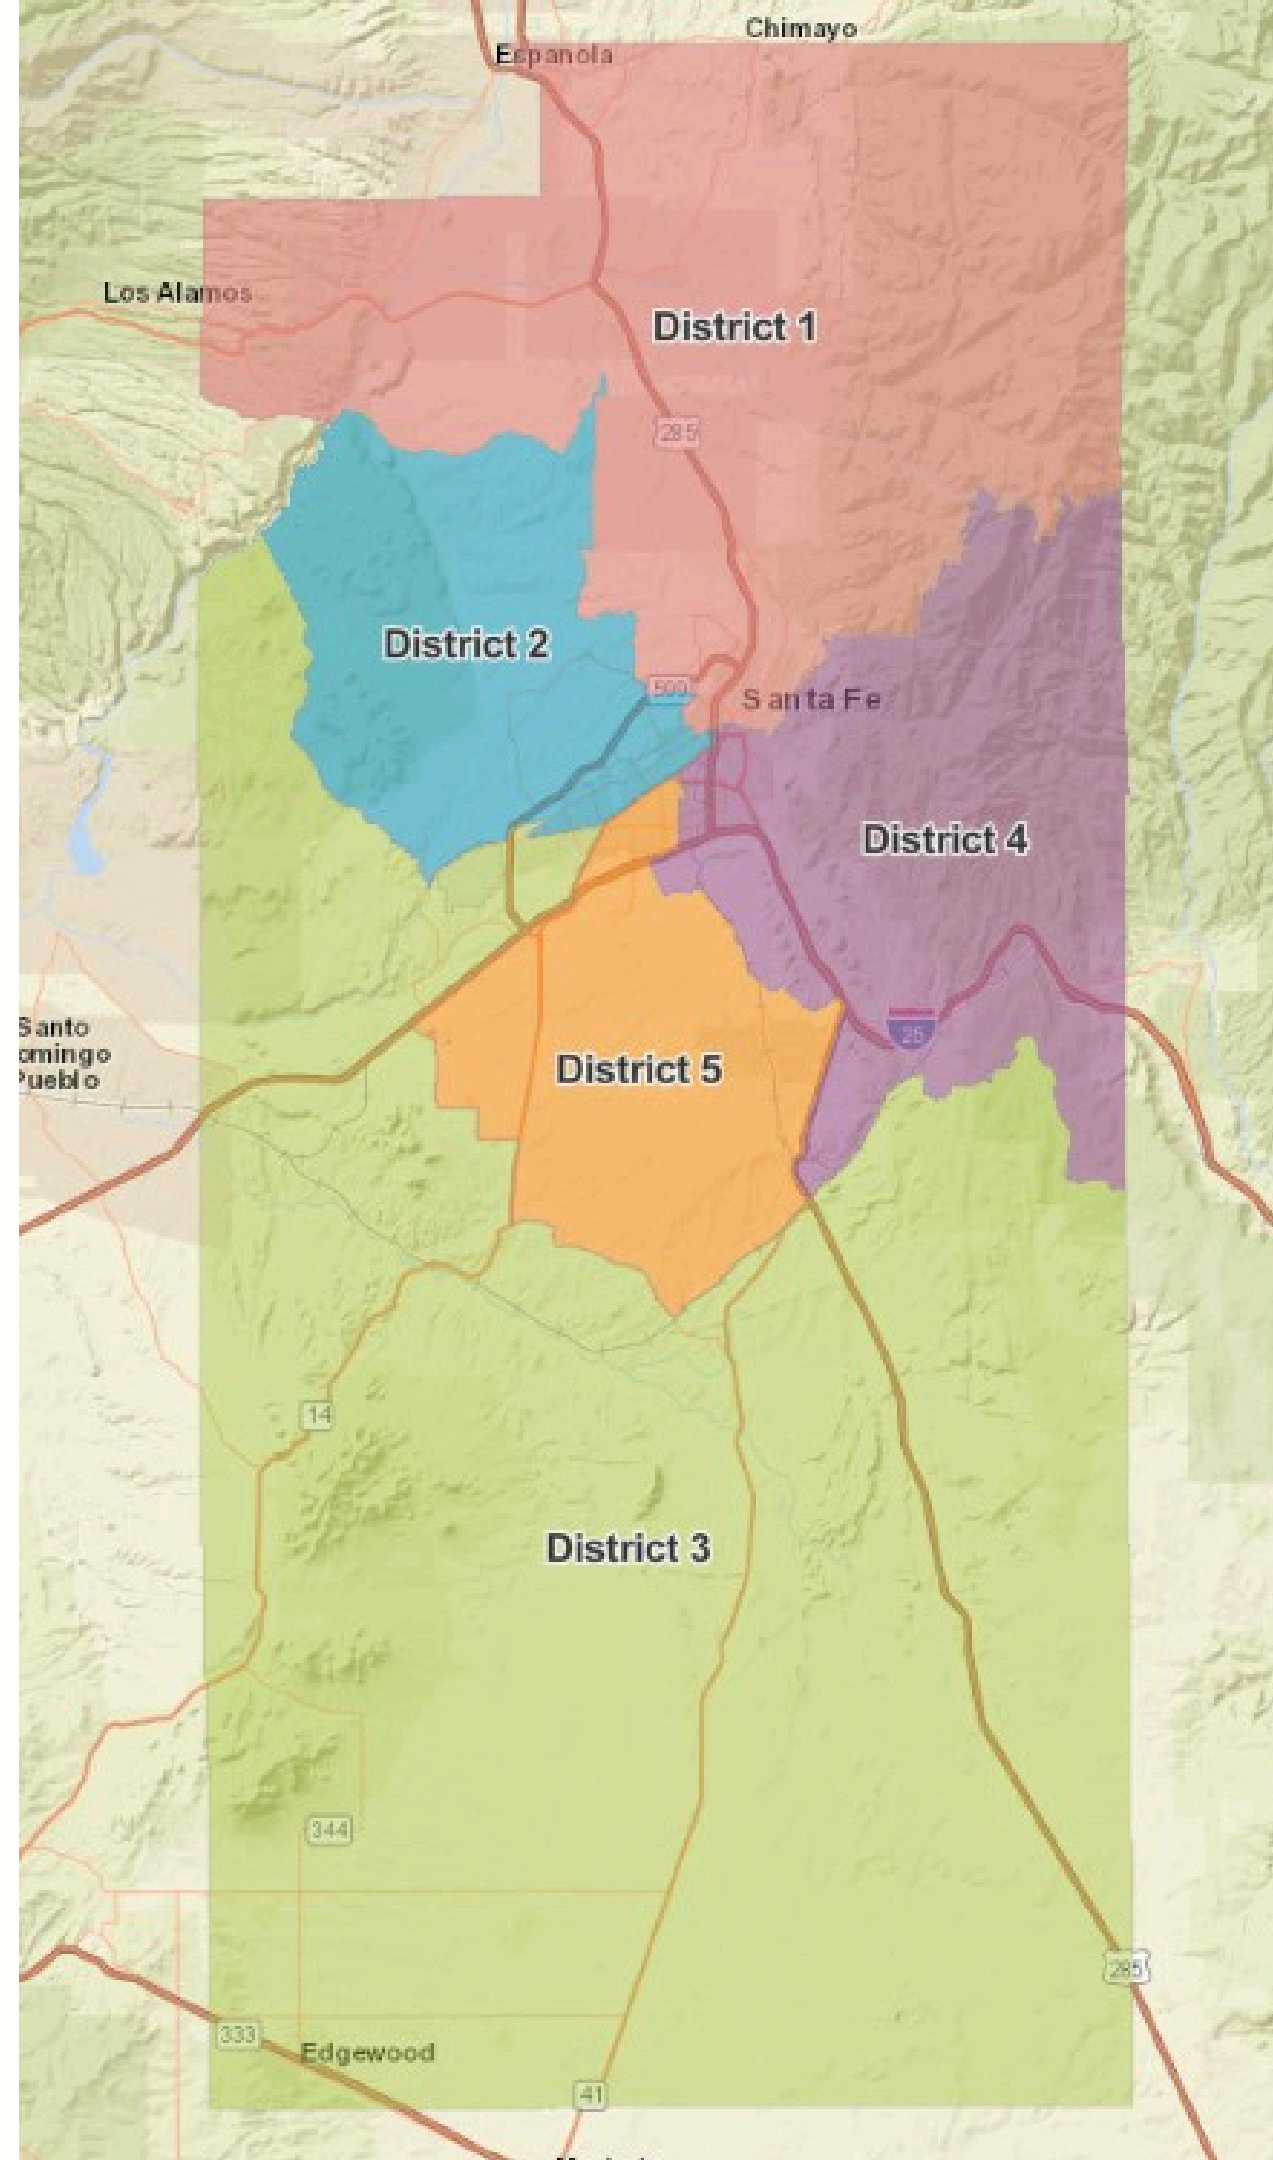 Chimayo
Espanola
Los Alamos
District 1
285
District 2
599
Santa Fe
District 4
25
Santo
omingo
Pueblo
District 5
14
District 3
344
285
333
Edgewood
41